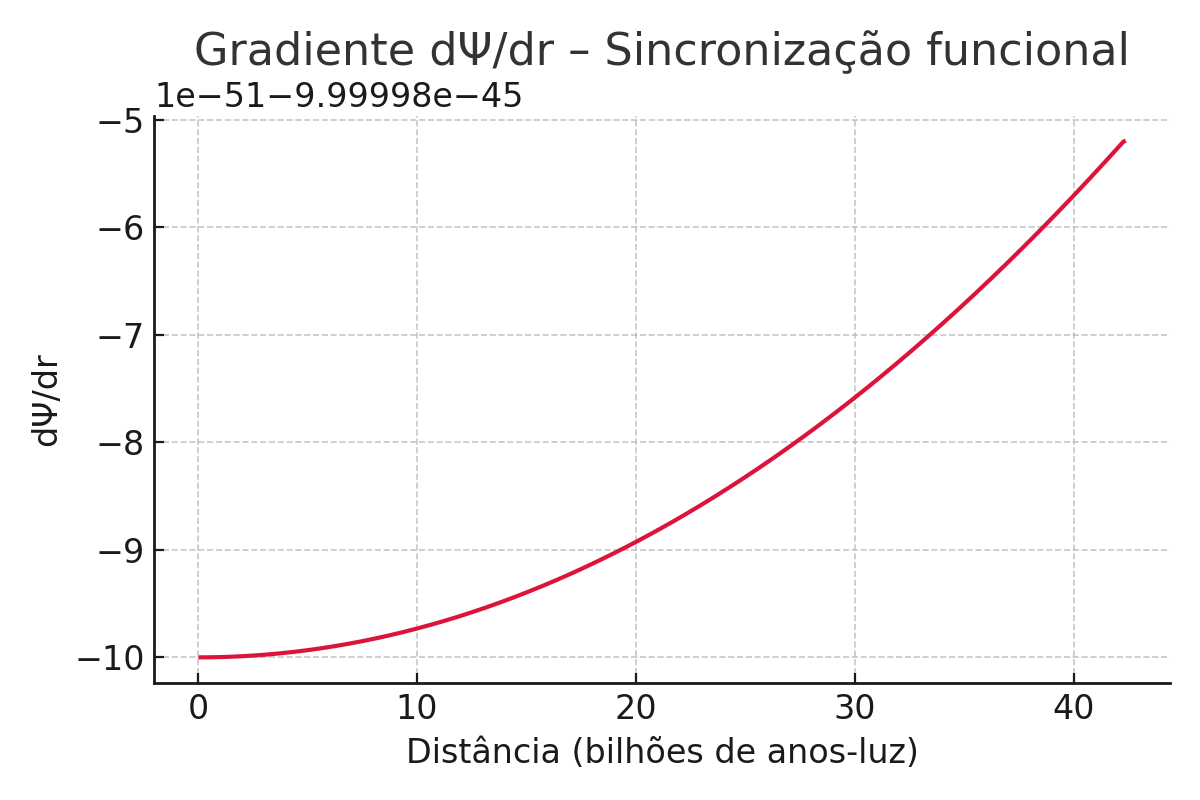 Gradiente dΨ/dr – Sincronização funcional
1e−51−9.99998e−45
−5
−6
−7
−8
−9
−10
dΨ/dr
0 10 20 30 40
Distância (bilhões de anos-luz)